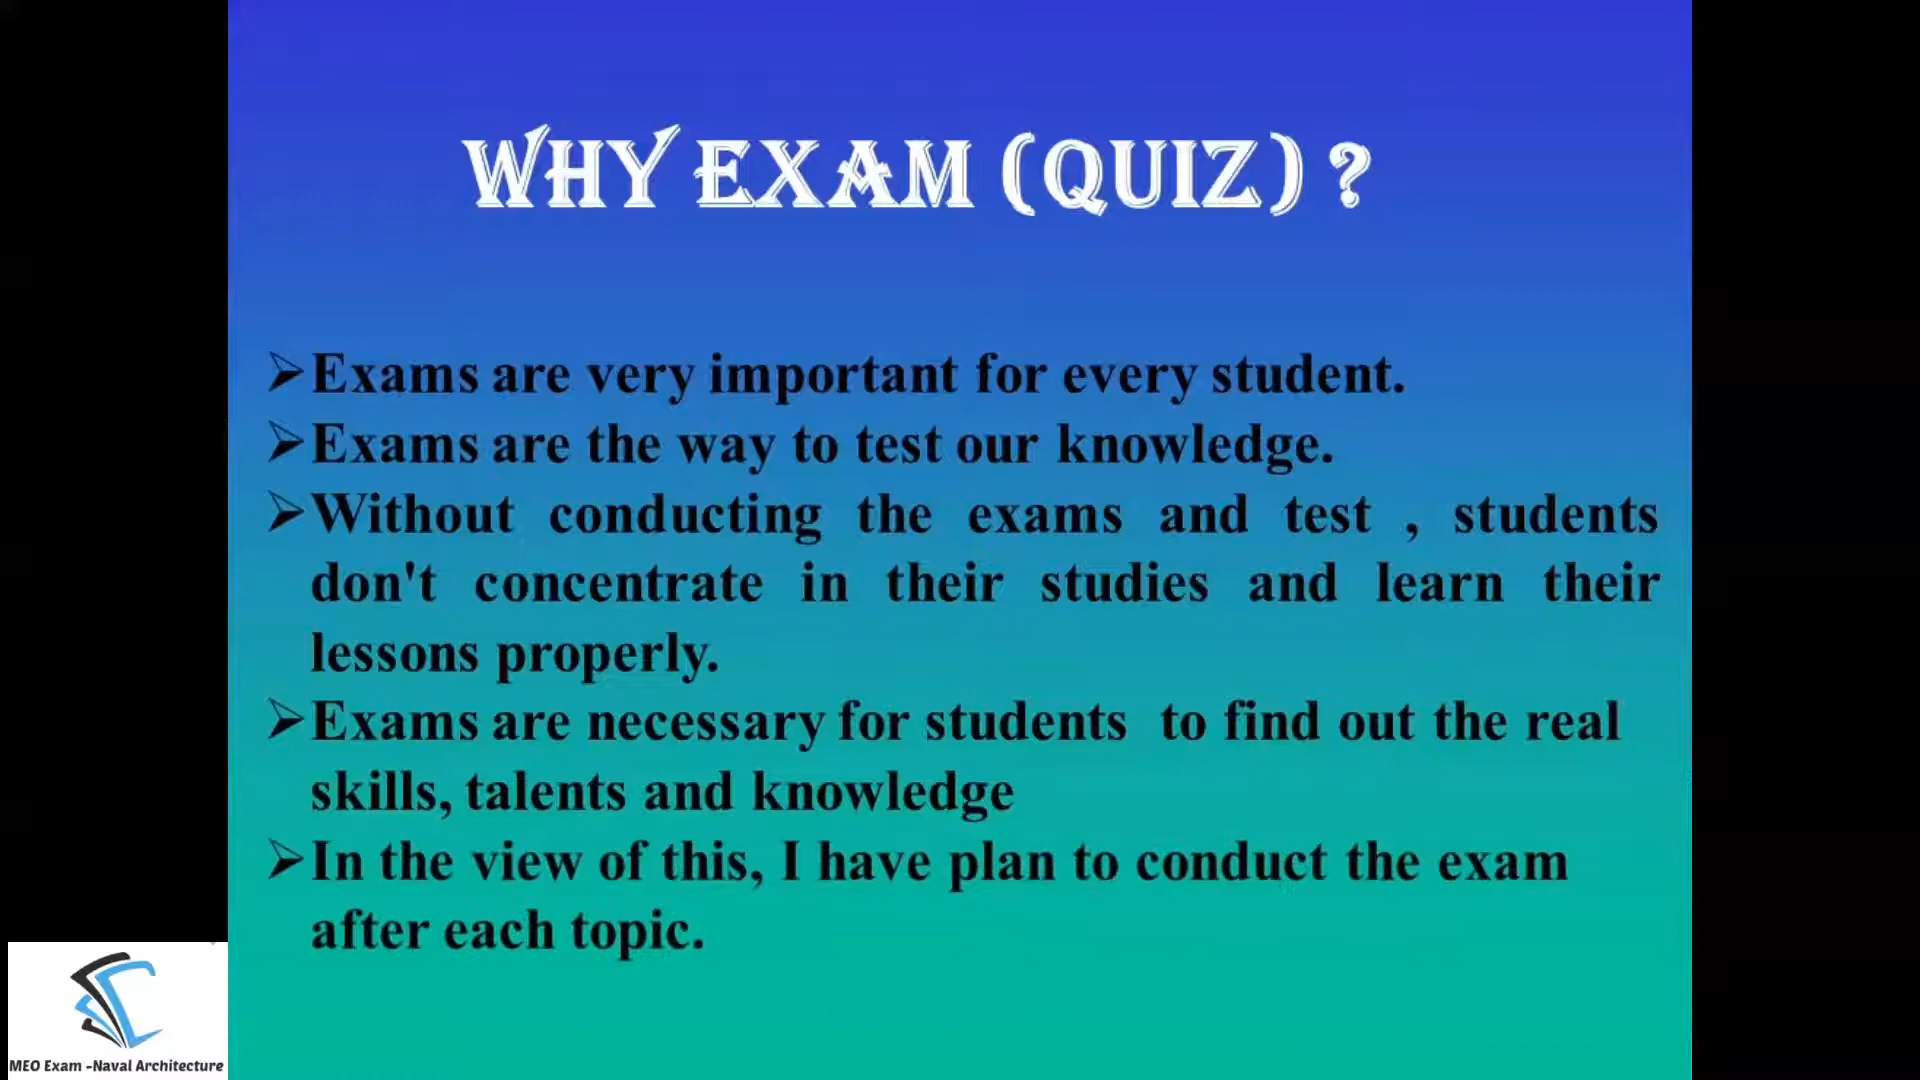 WHY EXAM (QUIZ) ?
➢Exams are very important for every student.
➢Exams are the way to test our knowledge.
➢Without conducting the exams and test , students
don't concentrate in their studies and learn their
lessons properly.
➢Exams are necessary for students  to find out the real
skills, talents and knowledge
➢In the view of this, I have plan to conduct the exam
after each topic.
MEO Exam -Naval Architecture